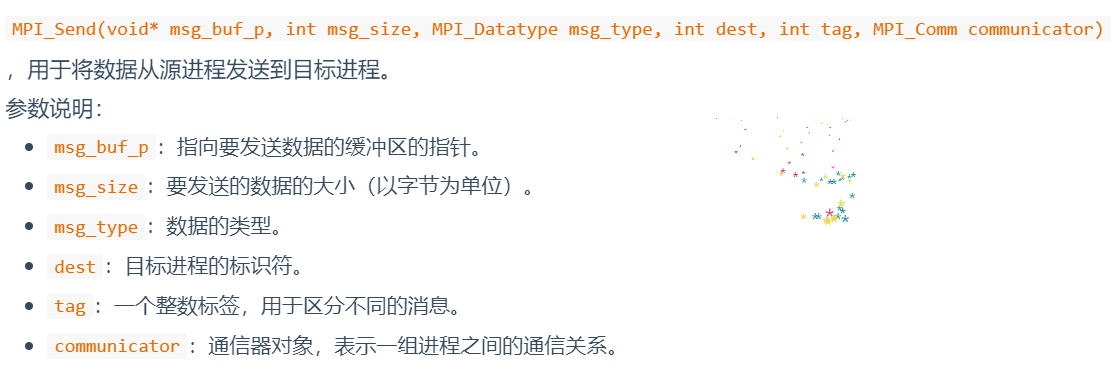 MPI_Send(void* msg_buf_p, int msg_size, MPI_Datatype msg_type, int dest, int tag, MPI_Comm communicator)
，用于将数据从源进程发送到目标进程。
参数说明：
msg_buf_p：指向要发送数据的缓冲区的指针。
msg_size：要发送的数据的大小（以字节为单位）。
msg_type：数据的类型。
dest：目标进程的标识符。
tag：一个整数标签，用于区分不同的消息。
communicator：通信器对象，表示一组进程之间的通信关系。